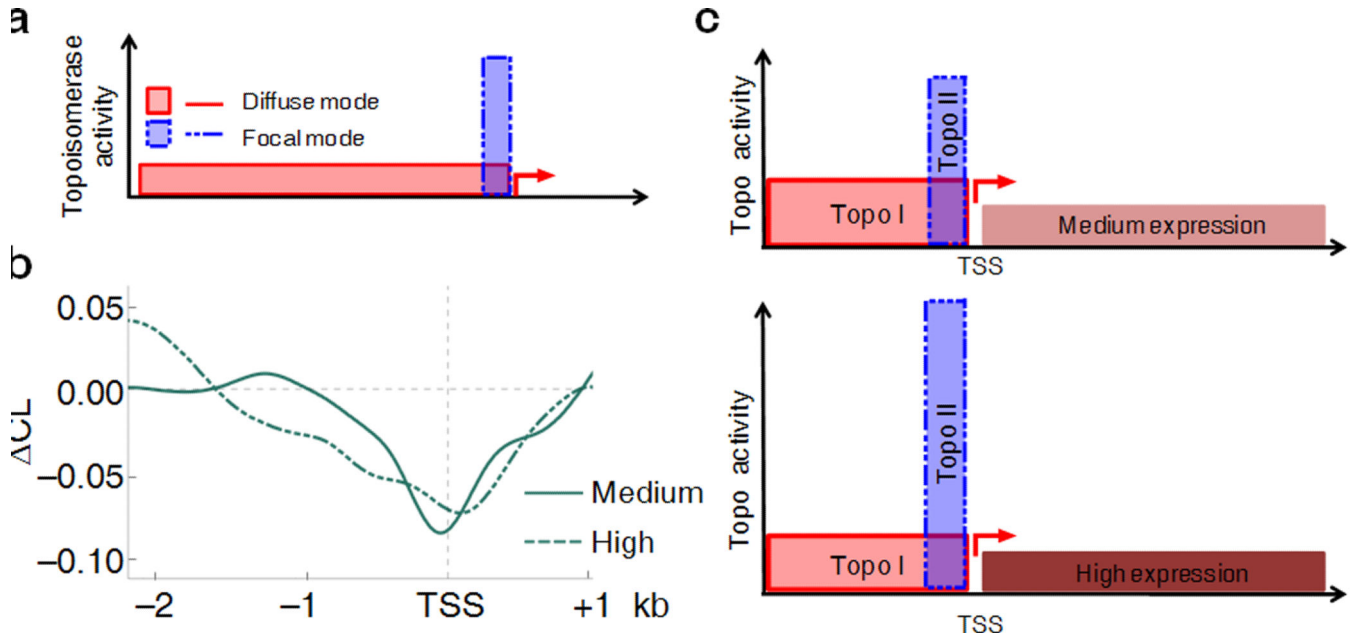 a
Topoisomerase
activity
Diffuse mode
Focal mode
b
0.05
0.00
−0.05
−0.10
ΔCL
Medium
High
−2 −1 TSS +1 kb
c
Topo activity
Topo I
Topo II
Medium expression
TSS
Topo activity
Topo I
Topo II
High expression
TSS